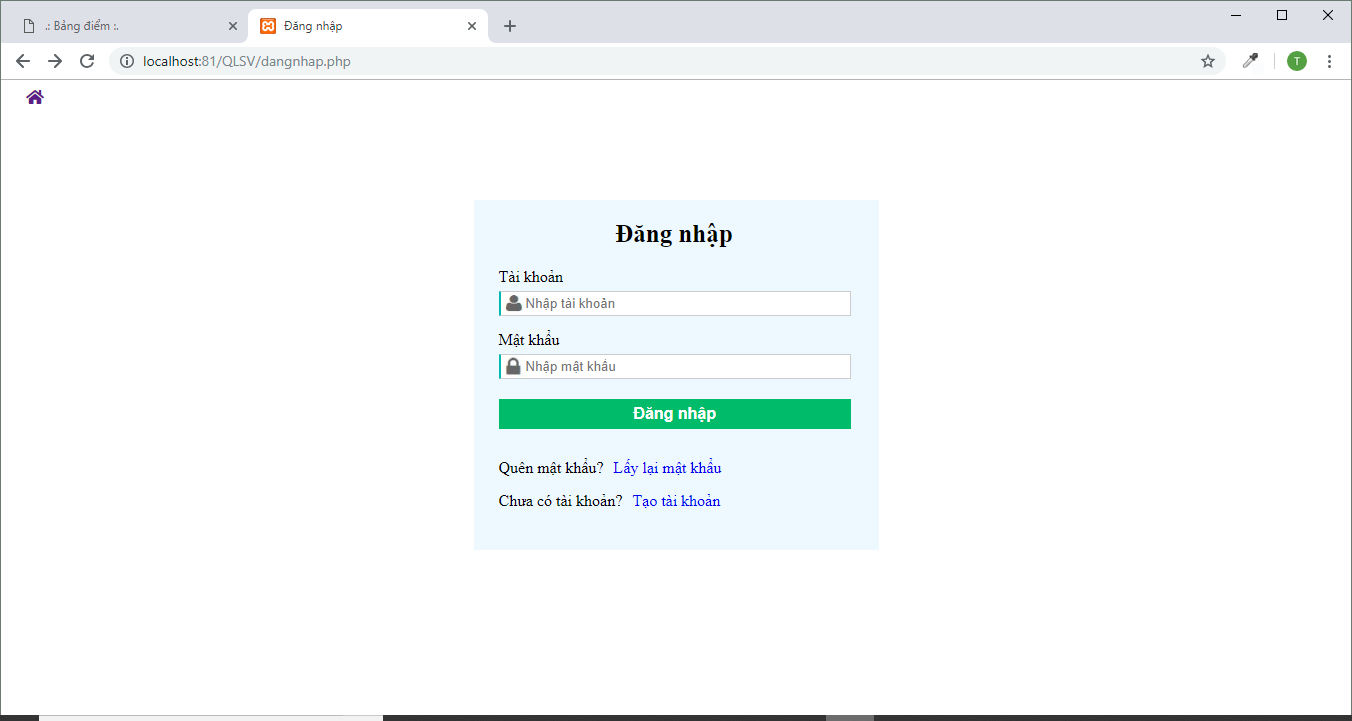 .: Bảng điểm :.
Đăng nhập
localhost:81/QLSV/dangnhap.php
T
Đăng nhập
Tài khoản
Nhập tài khoản
Mật khẩu
Nhập mật khẩu
Đăng nhập
Quên mật khẩu? Lấy lại mật khẩu
Chưa có tài khoản? Tạo tài khoản